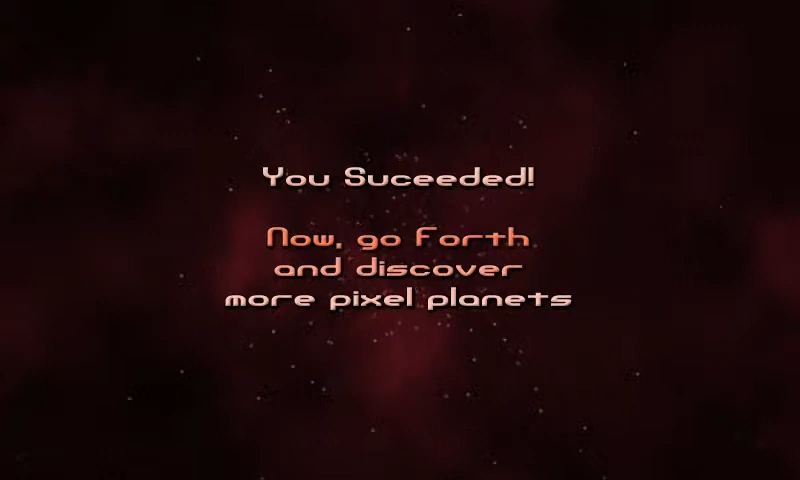 You Suceeded!
Now, go Forth
and discover
more pixel planets